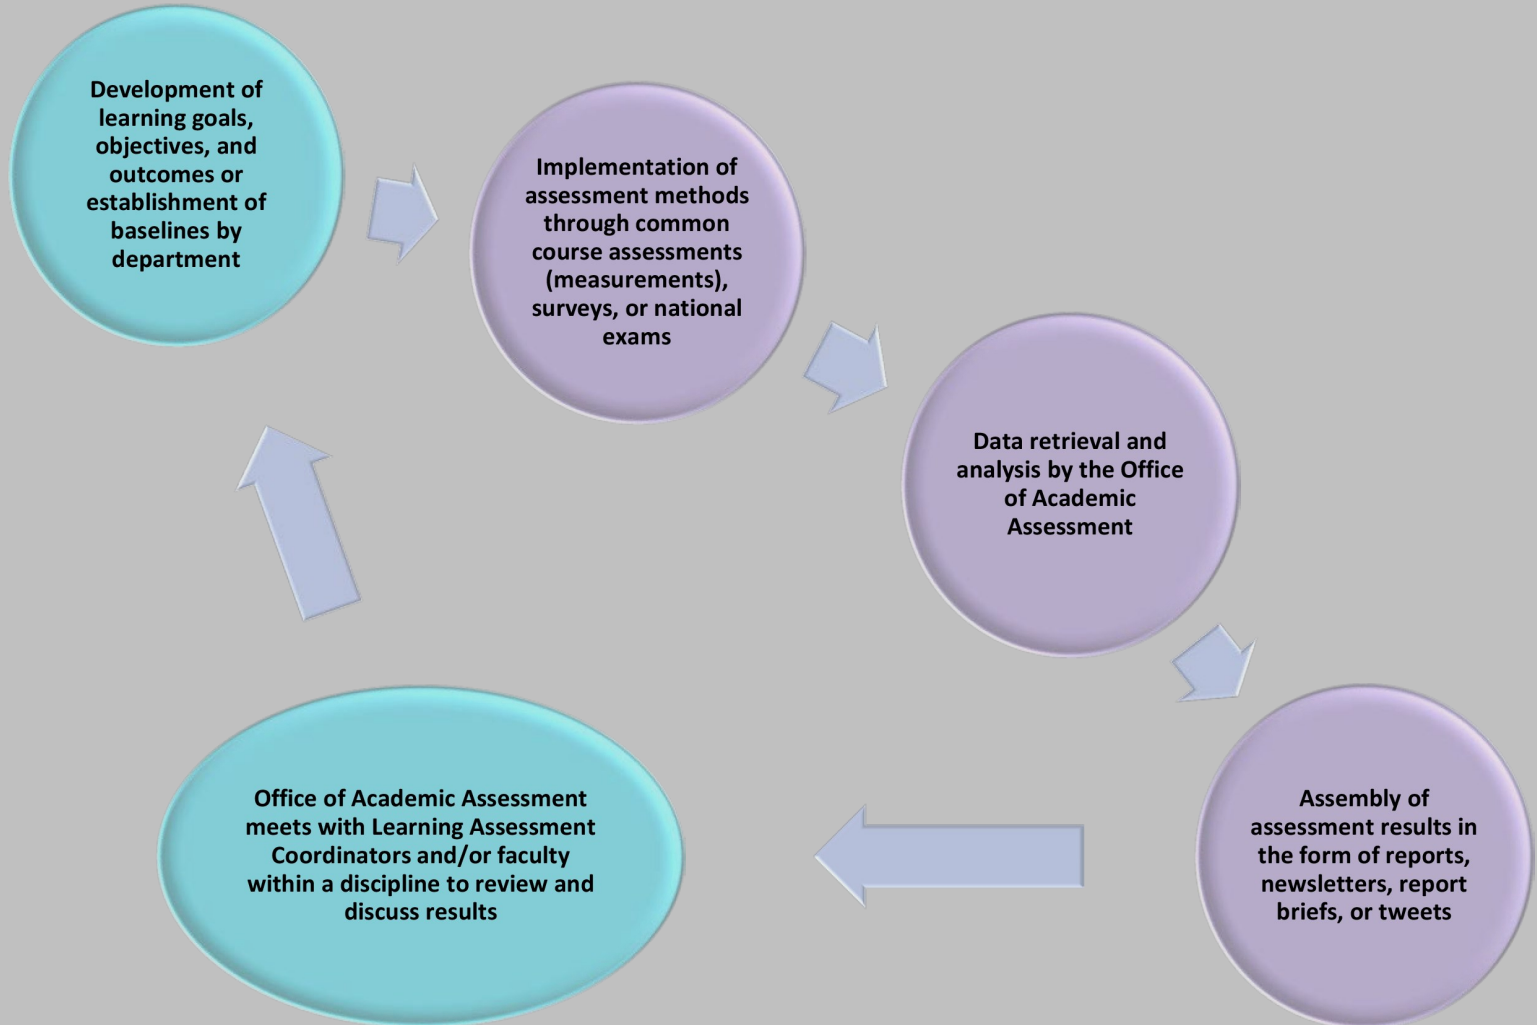 Development of
learning goals,
objectives, and
outcomes or
establishment of
baselines by
department
Implementation of
assessment methods
through common
course assessments
(measurements),
surveys, or national
exams
Data retrieval and
analysis by the Office
of Academic
Assessment
Assembly of
assessment results in
the form of reports,
newsletters, report
briefs, or tweets
Office of Academic Assessment
meets with Learning Assessment
Coordinators and/or faculty
within a discipline to review and
discuss results